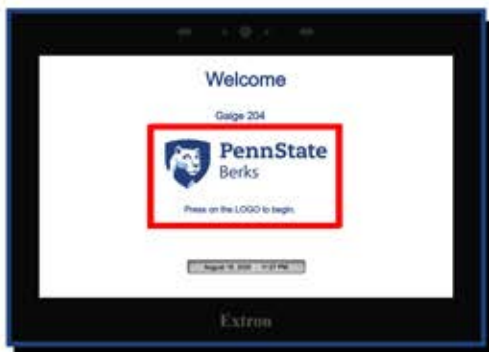 Welcome
Gaige 204
PennState
Berks
Press on the LOGO to begin.
Extron